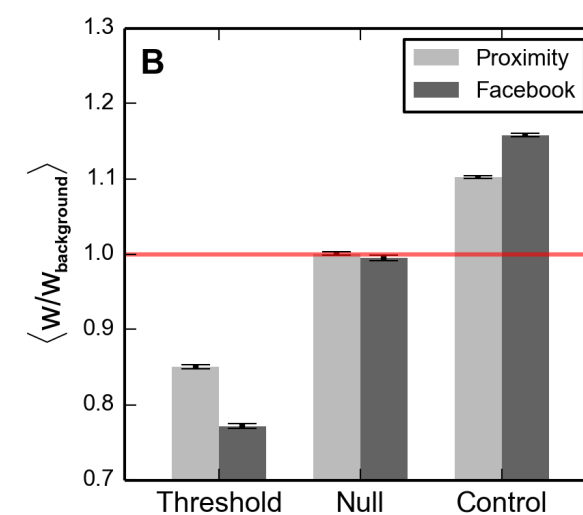 B
Proximity
Facebook
1.3
1.2
1.1
1.0
0.9
0.8
0.7
⟨w/wbackground⟩
Threshold Null Control